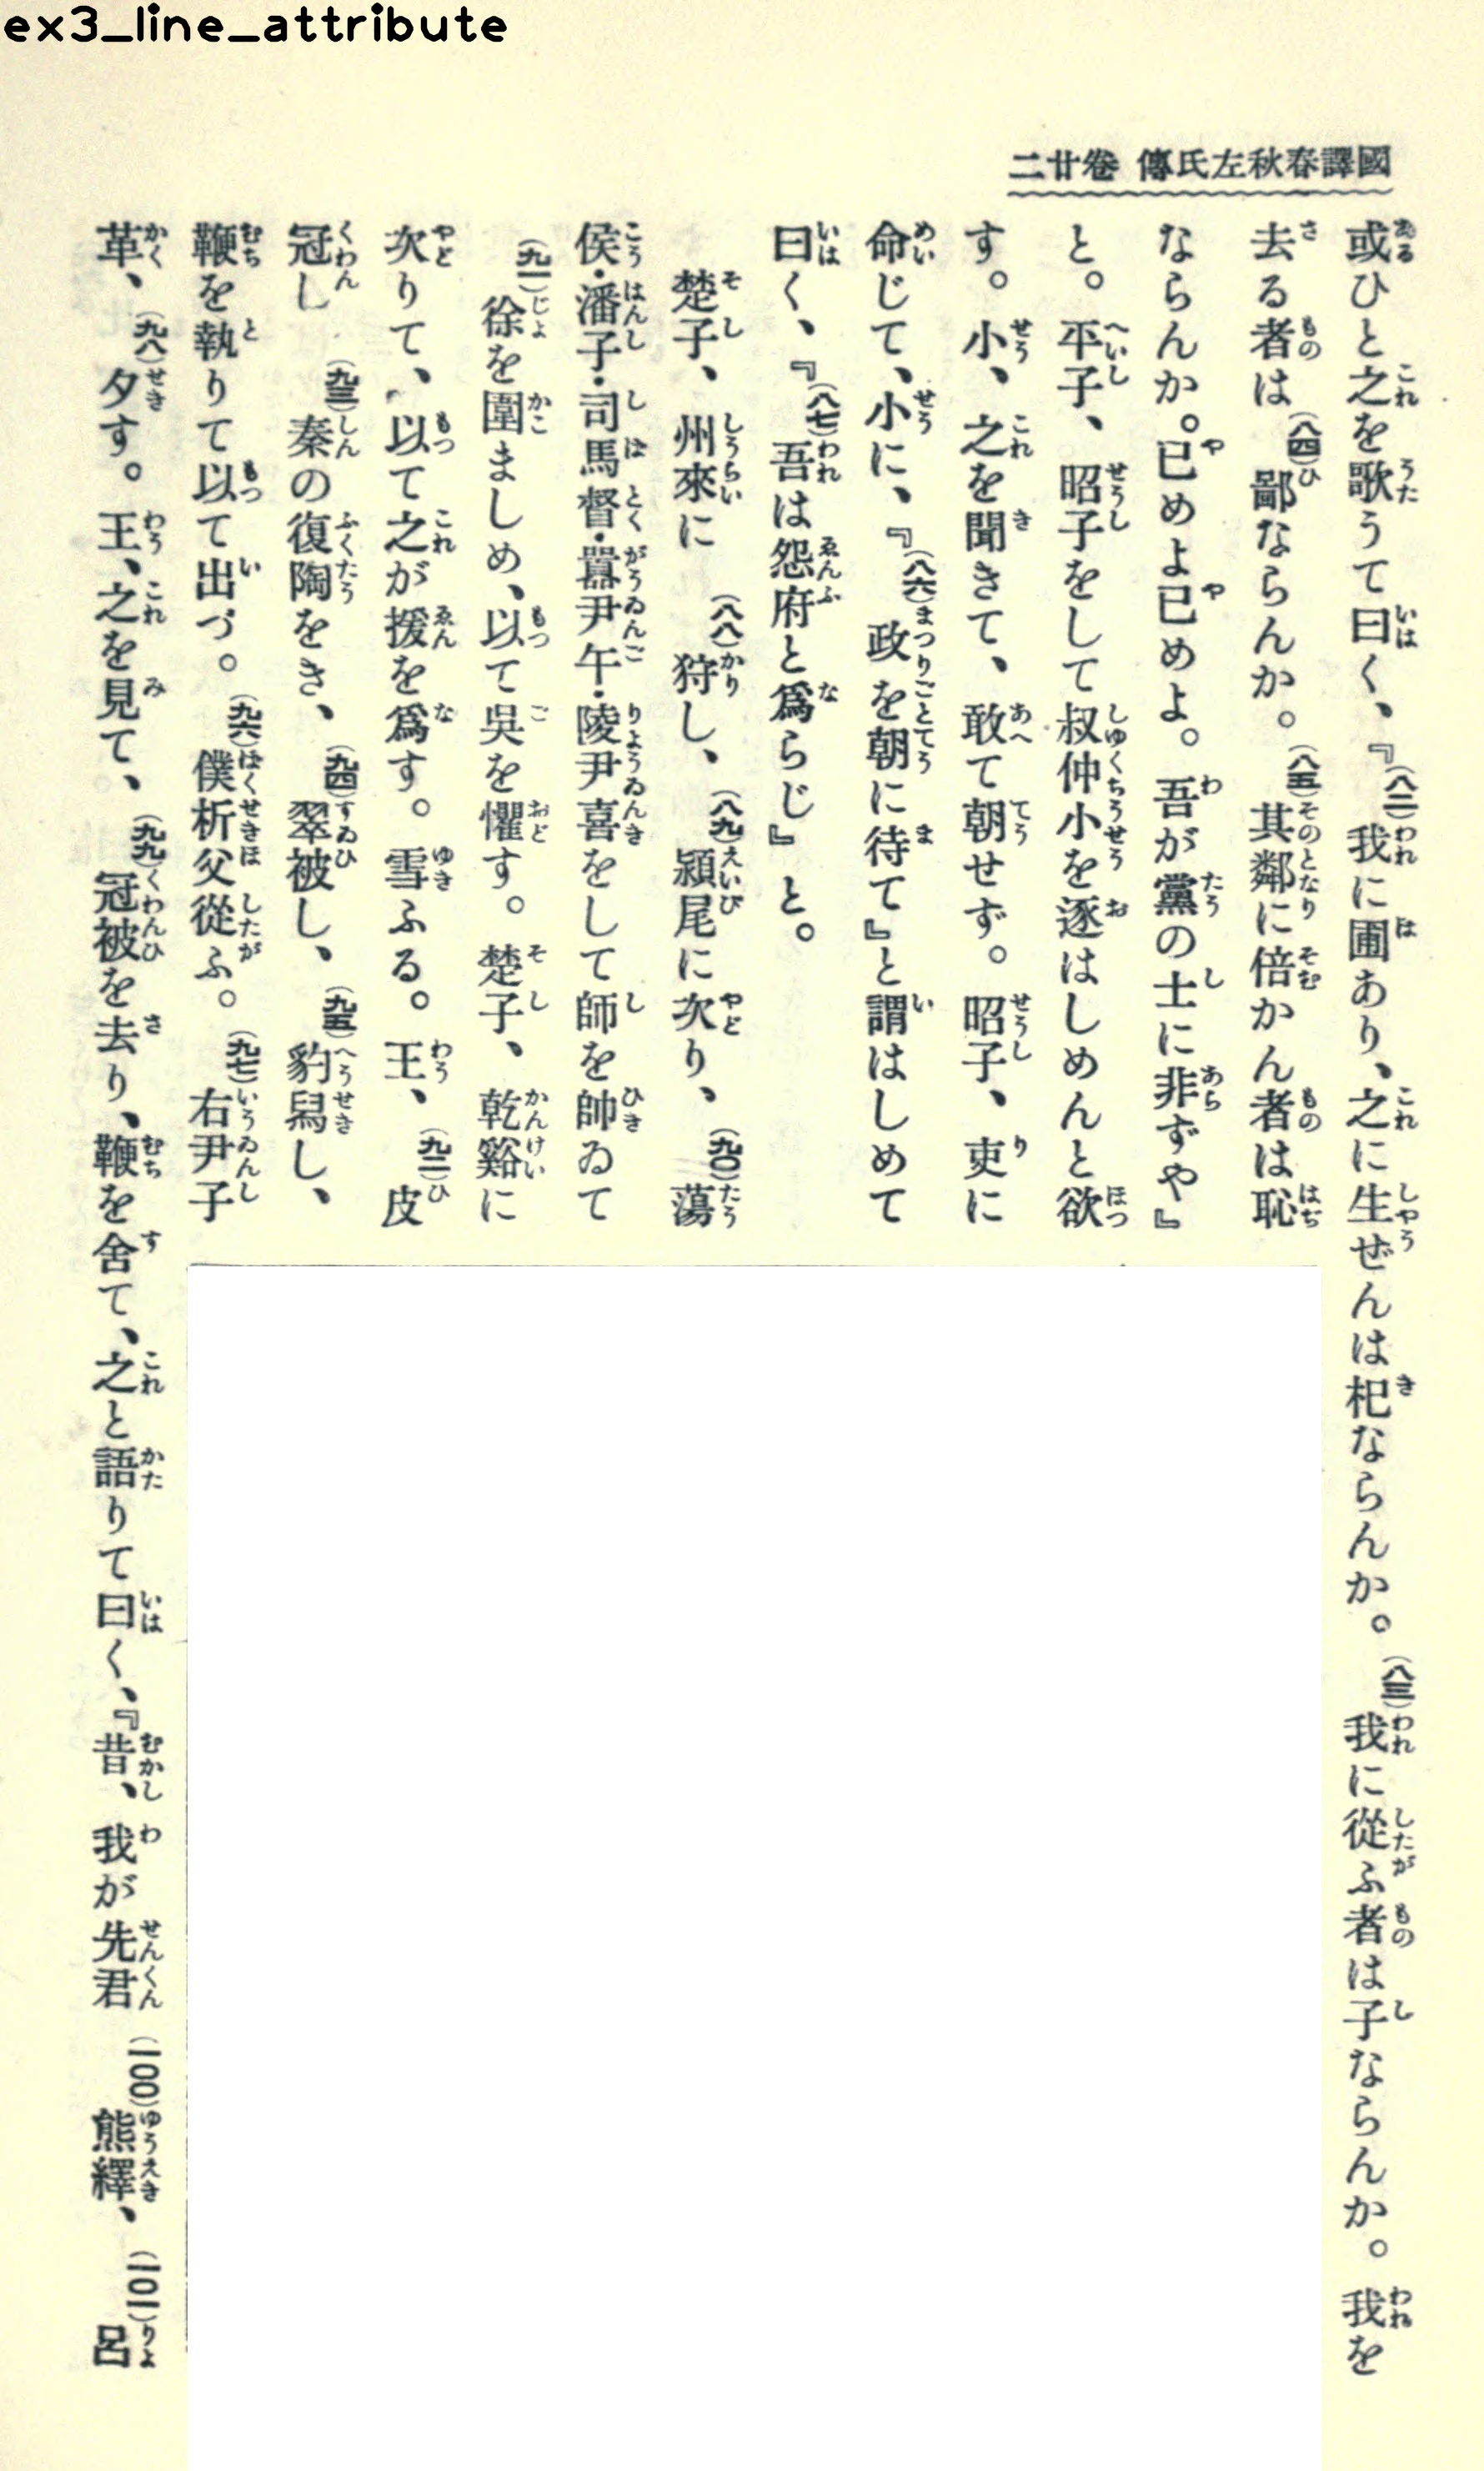 ex3_line_attribute
國譯春秋左氏傳 卷廿二
或ひと之を歌うて曰く、『(八二)我に圃あり、之に生ぜんは杞ならんか。(八三)我に從ふ者は子ならんか。我を
去る者は(八四)鄙ならんか。(八五)其鄰に倍かん者は恥
ならんか。已めよ已めよ。吾が黨の士に非ずや』
と。平子、昭子をして叔仲小を逐はしめんと欲
す。小、之を聞きて、敢て朝せず。昭子、吏に
命じて、小に、『(八六)政を朝に待て』と謂はしめて
曰く、『(八七)吾は怨府と爲らじ』と。
楚子、州來に(八八)狩し、(八九)潁尾に次り、(九〇)蕩
侯・潘子・司馬督・囂尹午・陵尹喜をして師を帥ゐて
(九一)徐を圍ましめ、以て吳を懼す。楚子、乾谿に
次りて、以て之が援を爲す。雪ふる。王、(九二)皮
冠し(九三)秦の復陶をき、(九四)翠被し、(九五)豹舃し、
鞭を執りて以て出づ。(九六)僕析父從ふ。(九七)右尹子
革、(九八)夕す。王、之を見て、(九九)冠被を去り、鞭を舍て、之と語りて曰く、『昔、我が先君(一〇〇)熊繹、(一〇一)呂